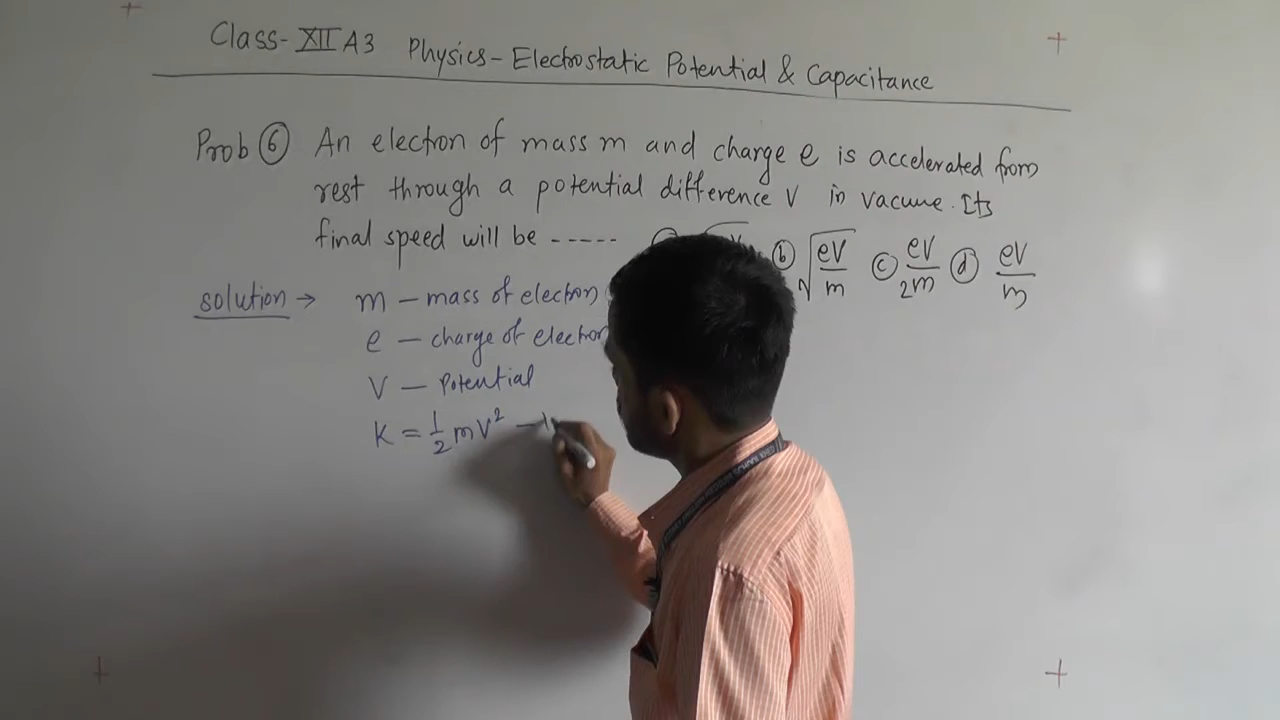 Class-XII A3 Physics-Electrostatic Potential & Capacitance
Prob 6 An electron of mass m and charge e is accelerated from
rest through a potential difference V in vacume. Its
final speed will be ----- b √eV/m c eV/2m d eV/m
solution → m — mass of electron
e — charge of electron
V — Potential
K = 1/2 mV²